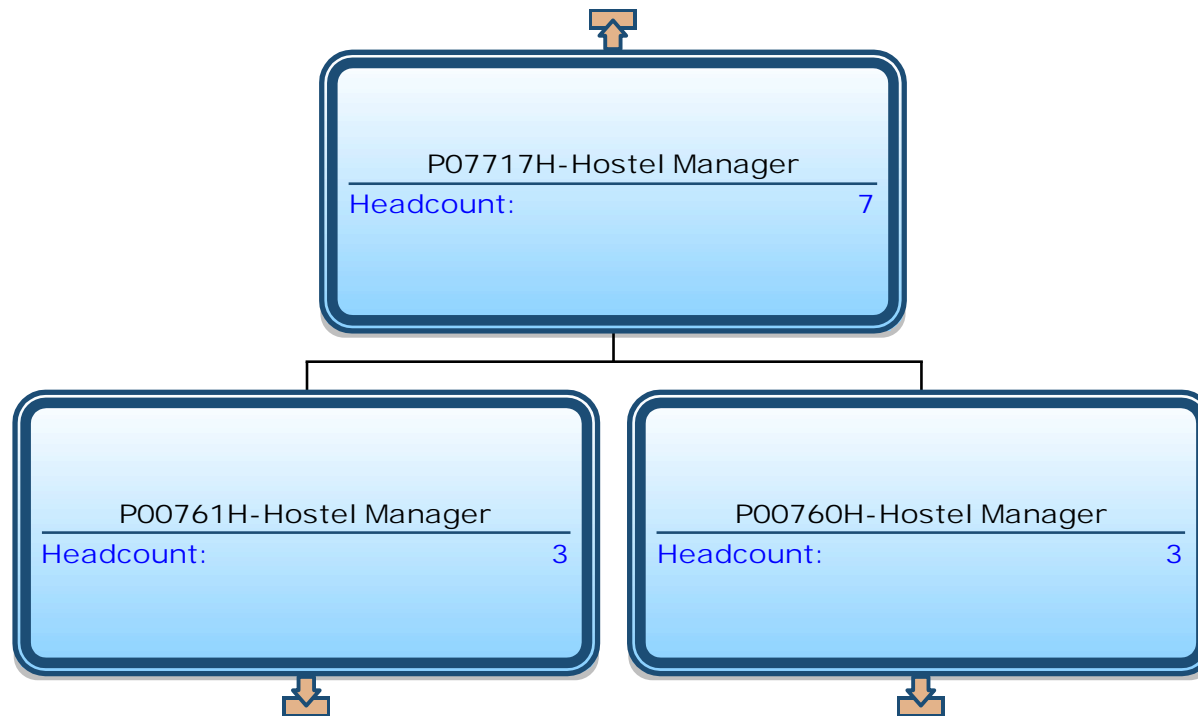 P07717H-Hostel Manager
Headcount: 7
P00761H-Hostel Manager
Headcount: 3
P00760H-Hostel Manager
Headcount: 3